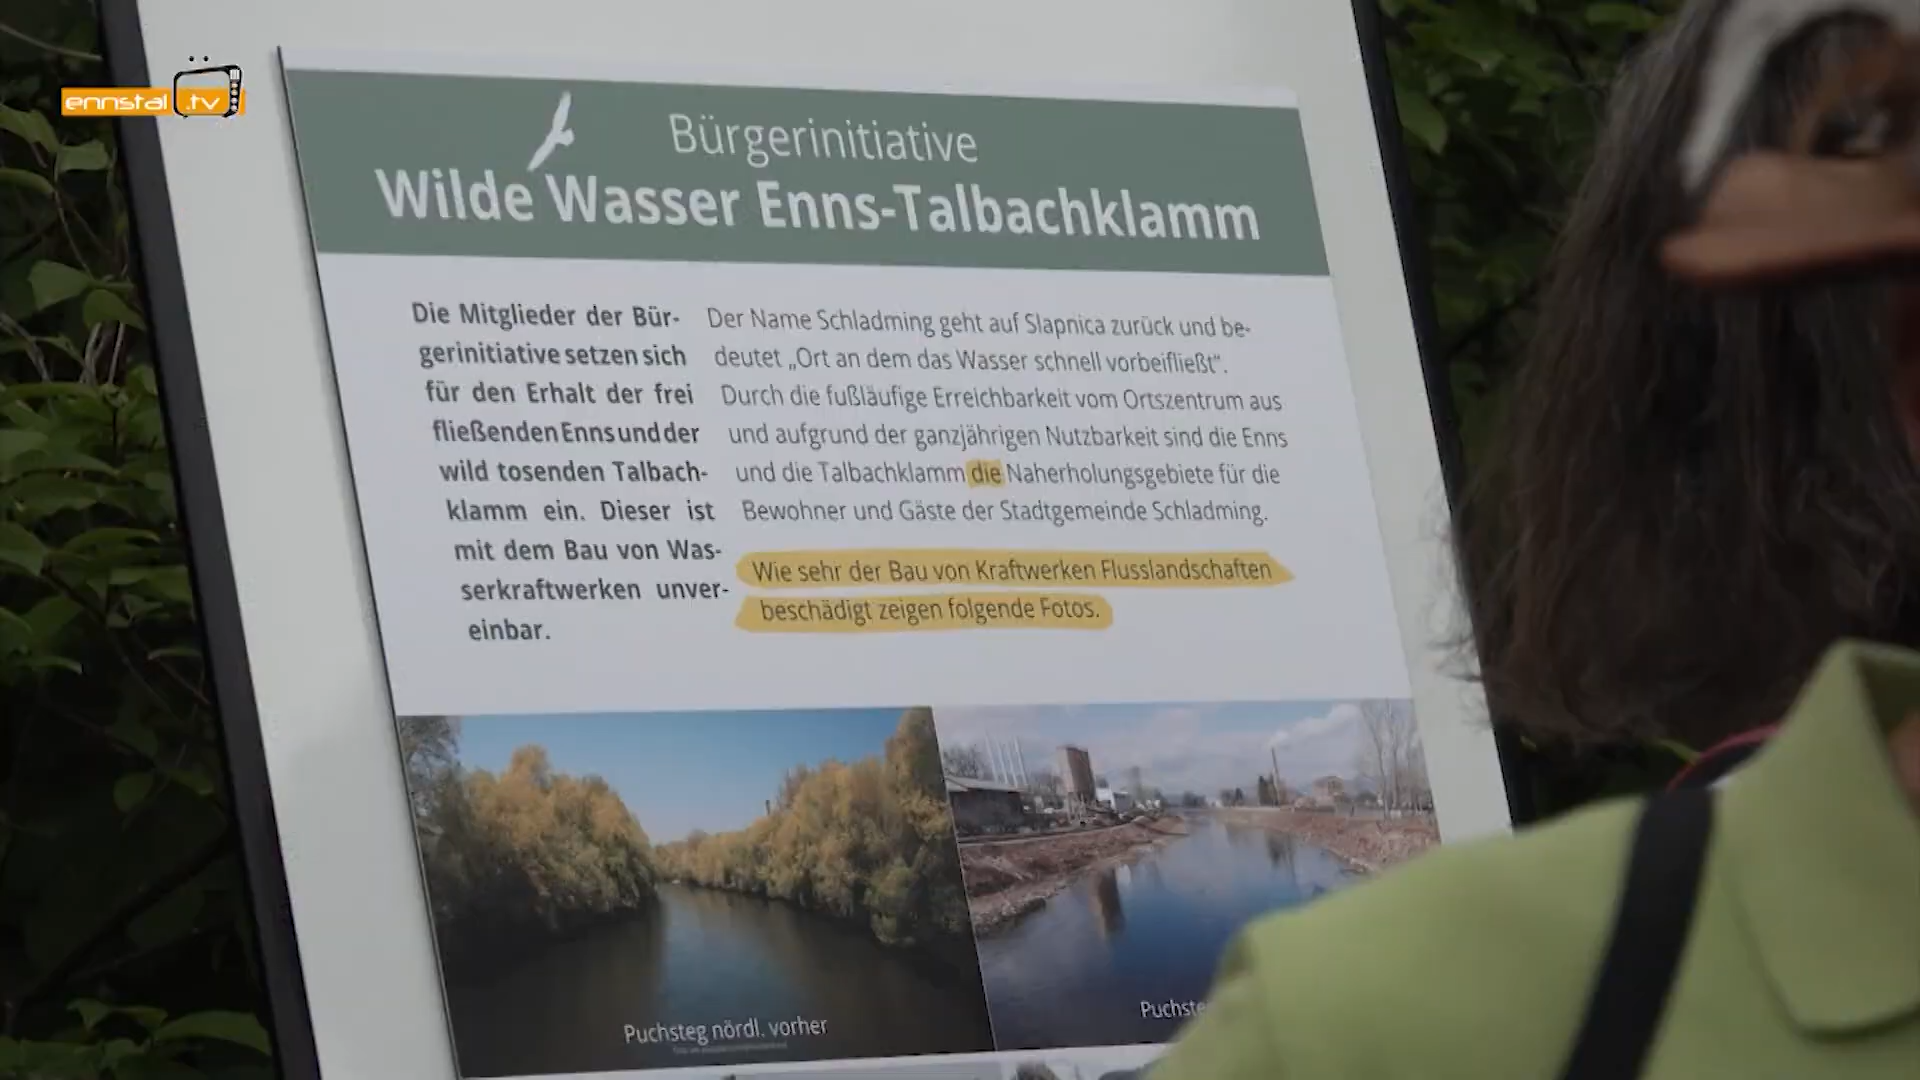 ennstal .tv
Bürgerinitiative
Wilde Wasser Enns-Talbachklamm
Die Mitglieder der Bür-
gerinitiative setzen sich
für den Erhalt der frei
fließenden Enns und der
wild tosenden Talbach-
klamm ein. Dieser ist
mit dem Bau von Was-
serkraftwerken unver-
einbar.
Der Name Schladming geht auf Slapnica zurück und be-
deutet „Ort an dem das Wasser schnell vorbeifließt“.
Durch die fußläufige Erreichbarkeit vom Ortszentrum aus
und aufgrund der ganzjährigen Nutzbarkeit sind die Enns
und die Talbachklamm die Naherholungsgebiete für die
Bewohner und Gäste der Stadtgemeinde Schladming.
Wie sehr der Bau von Kraftwerken Flusslandschaften
beschädigt zeigen folgende Fotos.
Puchsteg nördl. vorher
Puchste